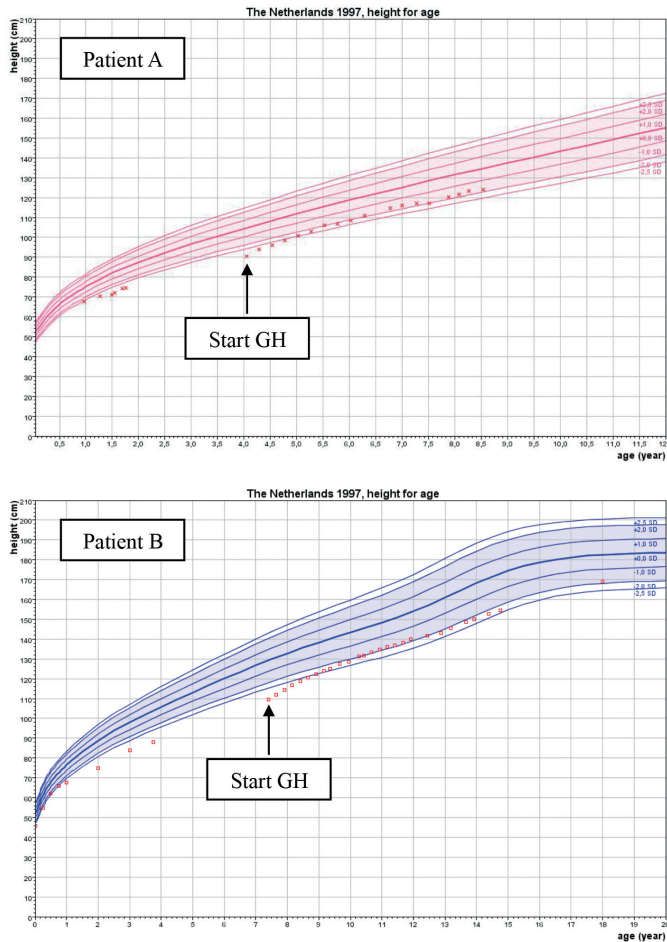 The Netherlands 1997, height for age
height (cm)
Patient A
210
200
190
180
170
160
150
140
130
120
110
100
90
80
70
60
50
40
30
20
10
0
+2,5 SD
+2,0 SD
+1,0 SD
+0,0 SD
-1,0 SD
-2,0 SD
-2,5 SD
Start GH
0,5 1,0 1,5 2,0 2,5 3,0 3,5 4,0 4,5 5,0 5,5 6,0 6,5 7,0 7,5 8,0 8,5 9,0 9,5 10,0 10,5 11,0 11,5 12,0
age (year)
The Netherlands 1997, height for age
height (cm)
Patient B
210
200
190
180
170
160
150
140
130
120
110
100
90
80
70
60
50
40
30
20
10
0
+2,5 SD
+2,0 SD
+1,0 SD
+0,0 SD
-1,0 SD
-2,0 SD
-2,5 SD
Start GH
0 1 2 3 4 5 6 7 8 9 10 11 12 13 14 15 16 17 18 19 20
age (year)